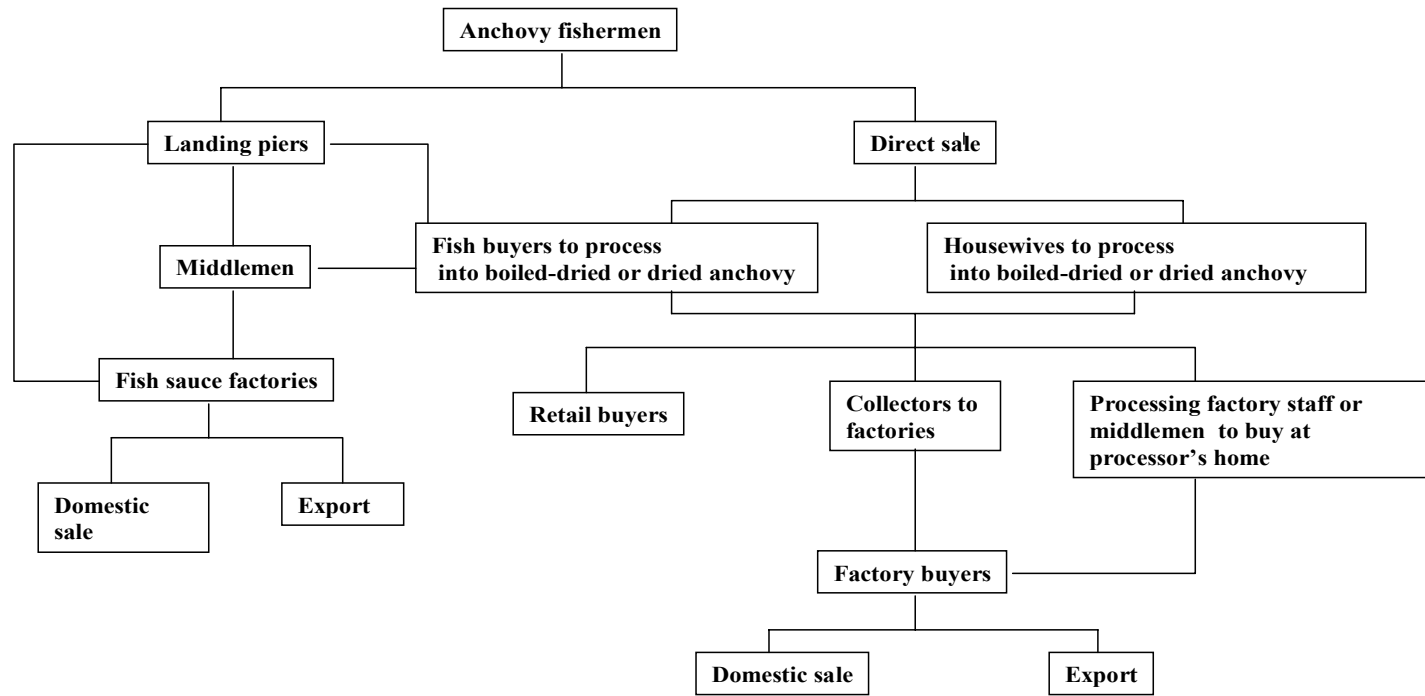 Anchovy fishermen
Landing piers
Direct sale
Fish buyers to process
into boiled-dried or dried anchovy
Housewives to process
into boiled-dried or dried anchovy
Middlemen
Fish sauce factories
Retail buyers
Collectors to
factories
Processing factory staff or
middlemen to buy at
processor’s home
Domestic
sale
Export
Factory buyers
Domestic sale
Export